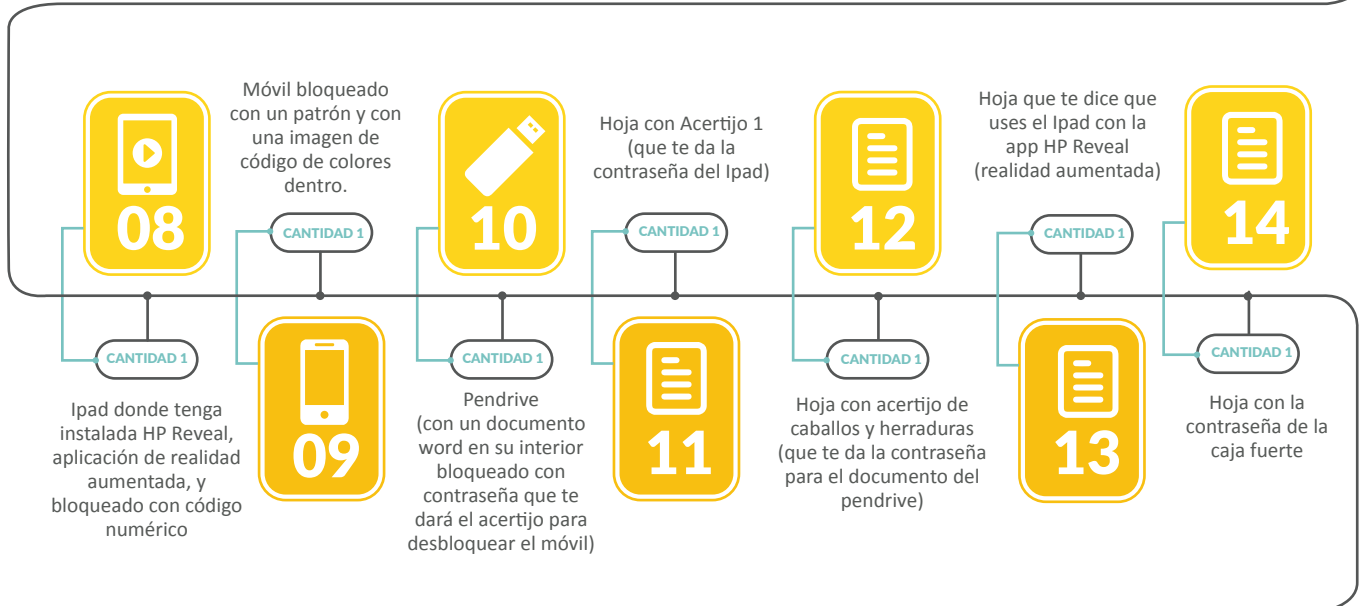 08
CANTIDAD 1
Ipad donde tenga
instalada HP Reveal,
aplicación de realidad
aumentada, y
bloqueado con código
numérico
Móvil bloqueado
con un patrón y con
una imagen de
código de colores
dentro.
CANTIDAD 1
09
10
CANTIDAD 1
Pendrive
(con un documento
word en su interior
bloqueado con
contraseña que te
dará el acertijo para
desbloquear el móvil)
Hoja con Acertijo 1
(que te da la
contraseña del Ipad)
CANTIDAD 1
11
12
CANTIDAD 1
Hoja con acertijo de
caballos y herraduras
(que te da la contraseña
para el documento del
pendrive)
Hoja que te dice que
uses el Ipad con la
app HP Reveal
(realidad aumentada)
CANTIDAD 1
13
14
CANTIDAD 1
Hoja con la
contraseña de la
caja fuerte